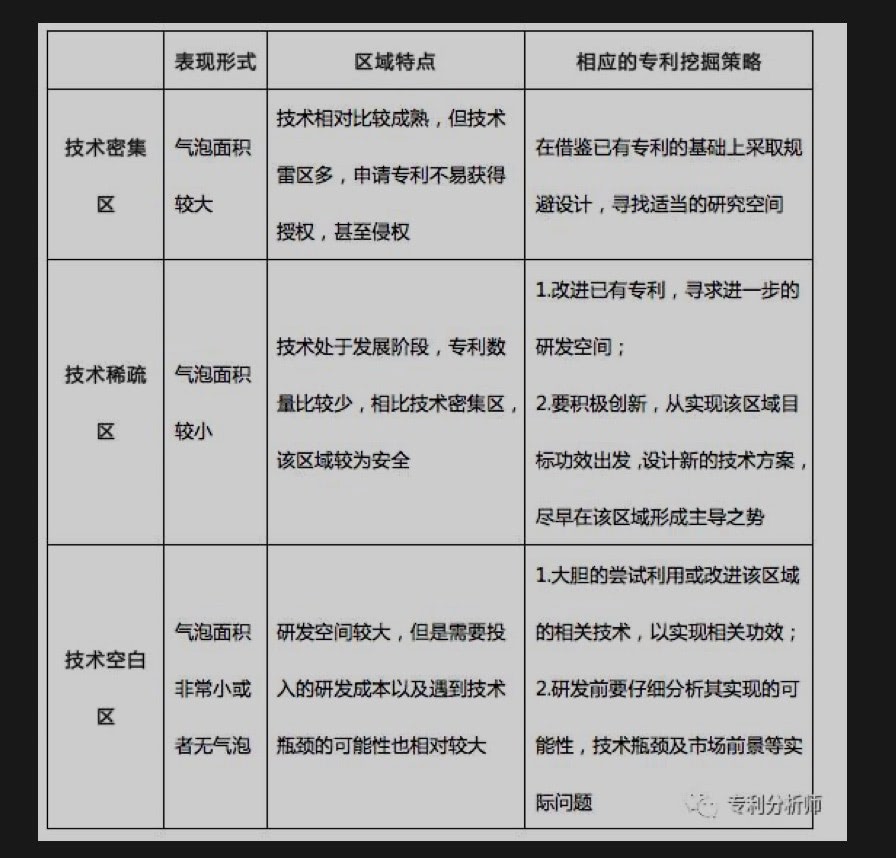 表现形式 区域特点 相应的专利挖掘策略
技术密集
区
气泡面积
较大
技术相对比较成熟，但技术
雷区多，申请专利不易获得
授权，甚至侵权
在借鉴已有专利的基础上采取规
避设计，寻找适当的研究空间
技术稀疏
区
气泡面积
较小
技术处于发展阶段，专利数
量比较少，相比技术密集区，
该区域较为安全
1.改进已有专利，寻求进一步的
研发空间；
2.要积极创新，从实现该区域目
标功效出发,设计新的技术方案，
尽早在该区域形成主导之势
技术空白
区
气泡面积
非常小或
者无气泡
研发空间较大，但是需要投
入的研发成本以及遇到技术
瓶颈的可能性也相对较大
1.大胆的尝试利用或改进该区域
的相关技术，以实现相关功效；
2.研发前要仔细分析其实现的可
能性，技术瓶颈及市场前景等实
际问题
专利分析师